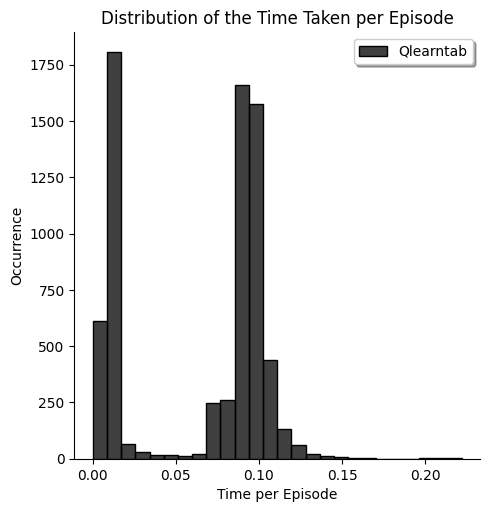 Distribution of the Time Taken per Episode
Qlearntab
1750
1500
1250
1000
750
500
250
0
Occurrence
0.00 0.05 0.10 0.15 0.20
Time per Episode